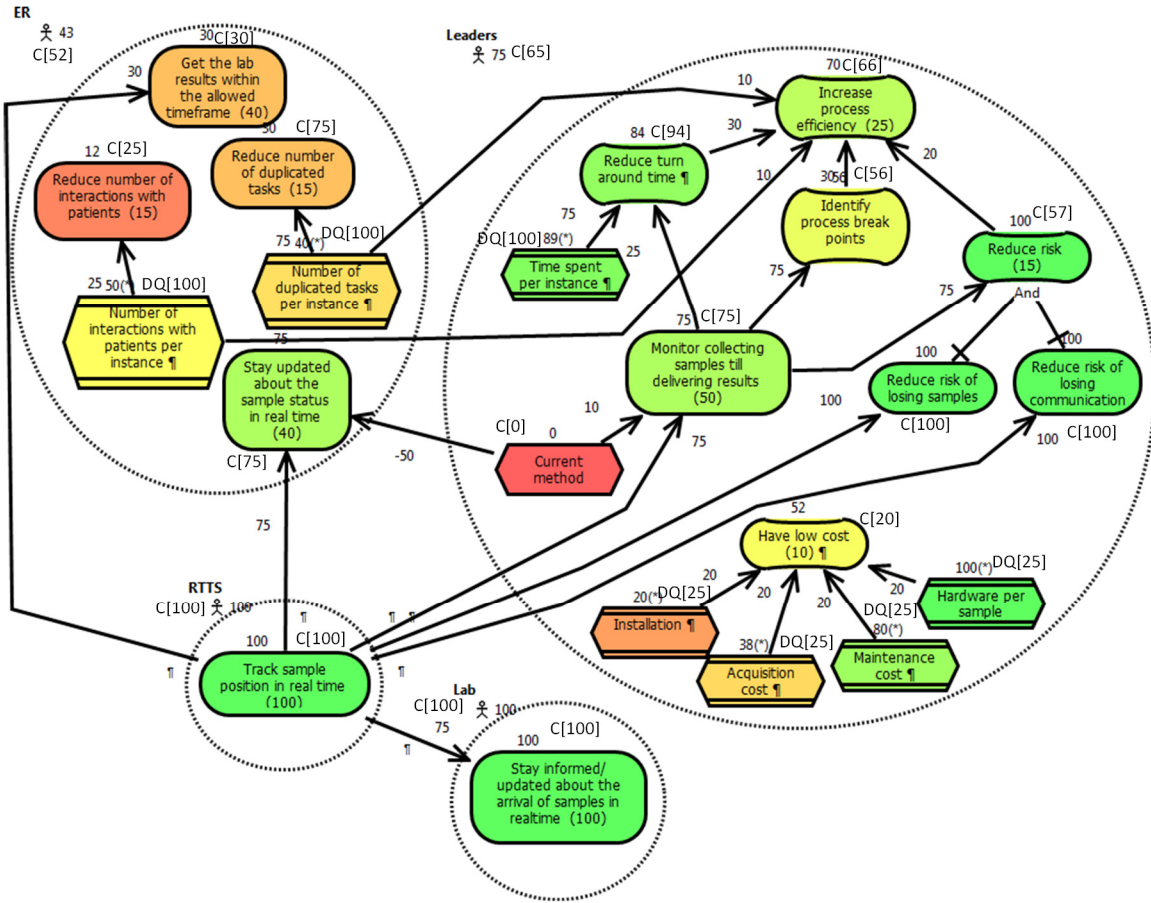 ER
43
C[52]
30 C[30]
30
Get the lab
results within
the allowed
timeframe (40)
C[75]
30
Reduce number
of duplicated
tasks (15)
12 C[25]
Reduce number of
interactions with
patients (15)
75 40(*) DQ[100]
Number of
duplicated tasks
per instance ¶
25 50(*) DQ[100]
Number of
interactions with
patients per
instance ¶
75
Stay updated
about the
sample status
in real time
(40)
C[75]
-50
75
Leaders
75 C[65]
70 C[66]
10
Increase
process
efficiency (25)
30
20
10
84 C[94]
Reduce turn
around time ¶
30 56 C[56]
Identify
process break
points
100 C[57]
Reduce risk
(15)
And
75
DQ[100] 89(*)
25
Time spent
per instance ¶
75
75
75 C[75]
Monitor collecting
samples till
delivering results
(50)
100
Reduce risk of
losing samples
C[100]
100
Reduce risk of
losing
communication
C[100]
100
100
10
75
C[0] 0
Current
method
52
C[20]
Have low cost
(10) ¶
20
20
20
20
20(*) DQ[25]
Installation ¶
38(*) DQ[25]
Acquisition
cost ¶
DQ[25]
80(*)
Maintenance
cost ¶
100(*) DQ[25]
Hardware per
sample
RTTS
C[100] 100
¶ ¶ ¶
100 C[100]
Track sample
position in real time
(100)
¶
¶
¶
Lab
C[100] 100
75
100 C[100]
Stay informed/
updated about the
arrival of samples in
realtime (100)